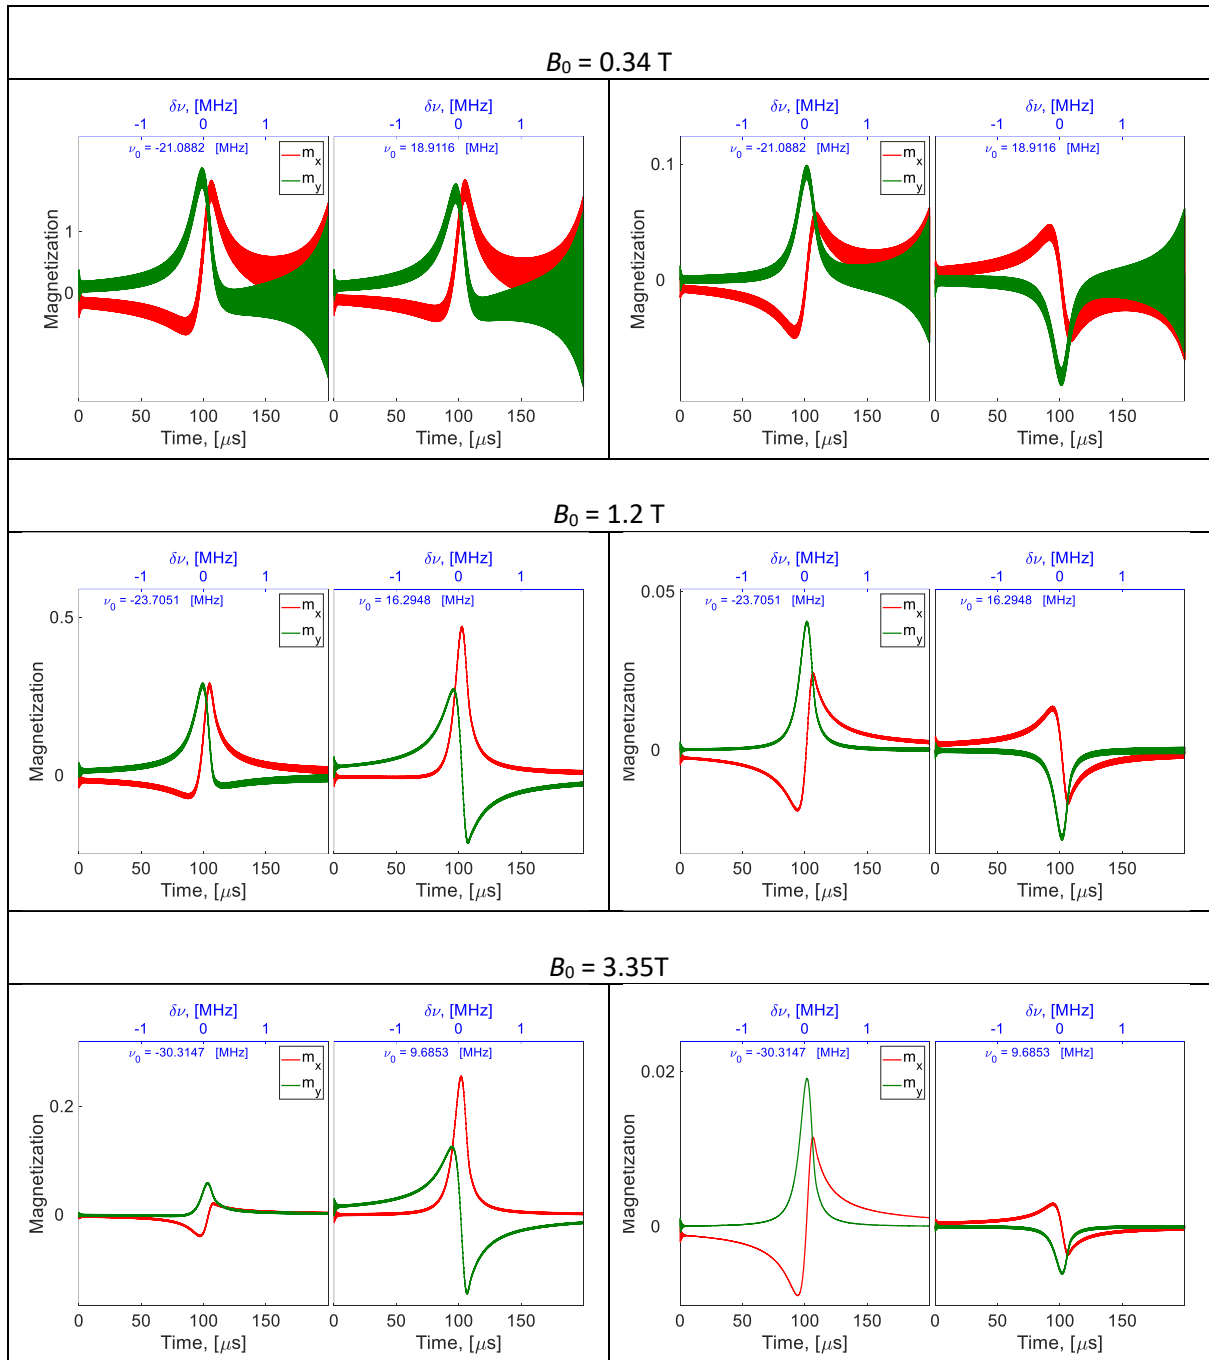 B0 = 0.34 T
δν, [MHz] δν, [MHz] δν, [MHz] δν, [MHz]
-1 0 1 -1 0 1 -1 0 1 -1 0 1
ν0 = -21.0882 [MHz] ν0 = 18.9116 [MHz] ν0 = -21.0882 [MHz] ν0 = 18.9116 [MHz]
mx mx
my my
0.1
1
0
0
Magnetization Magnetization
0 50 100 150 0 50 100 150 0 50 100 150 0 50 100 150
Time, [μs] Time, [μs] Time, [μs] Time, [μs]
B0 = 1.2 T
δν, [MHz] δν, [MHz] δν, [MHz] δν, [MHz]
-1 0 1 -1 0 1 -1 0 1 -1 0 1
ν0 = -23.7051 [MHz] ν0 = 16.2948 [MHz] ν0 = -23.7051 [MHz] ν0 = 16.2948 [MHz]
mx mx
my my
0.5 0.05
0 0
Magnetization Magnetization
0 50 100 150 0 50 100 150 0 50 100 150 0 50 100 150
Time, [μs] Time, [μs] Time, [μs] Time, [μs]
B0 = 3.35T
δν, [MHz] δν, [MHz] δν, [MHz] δν, [MHz]
-1 0 1 -1 0 1 -1 0 1 -1 0 1
ν0 = -30.3147 [MHz] ν0 = 9.6853 [MHz] ν0 = -30.3147 [MHz] ν0 = 9.6853 [MHz]
mx mx
my my
0.2 0.02
0 0
Magnetization Magnetization
0 50 100 150 0 50 100 150 0 50 100 150 0 50 100 150
Time, [μs] Time, [μs] Time, [μs] Time, [μs]